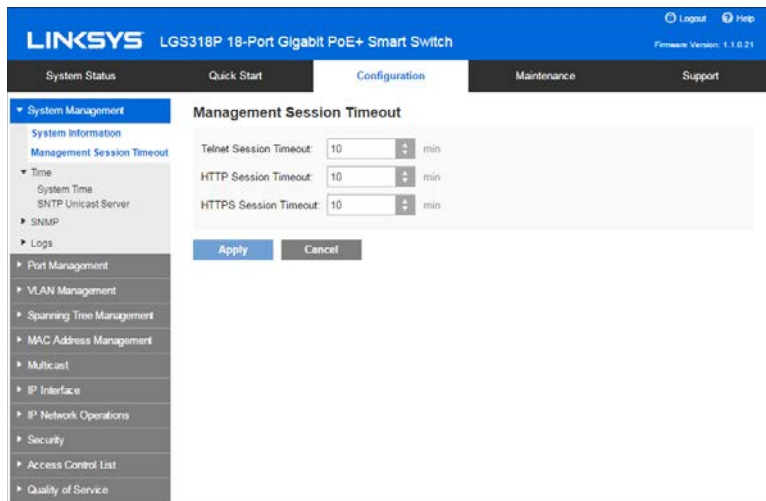 Logout Help
LINKSYS LGS318P 18-Port Gigabit PoE+ Smart Switch
Firmware Version: 1.1.0.21
System Status Quick Start Configuration Maintenance Support
System Management
System Information
Management Session Timeout
Time
System Time
SNTP Unicast Server
SNMP
Logs
Port Management
VLAN Management
Spanning Tree Management
MAC Address Management
Multicast
IP Interface
IP Network Operations
Security
Access Control List
Quality of Service
Management Session Timeout
Telnet Session Timeout: 10 min
HTTP Session Timeout: 10 min
HTTPS Session Timeout: 10 min
Apply Cancel